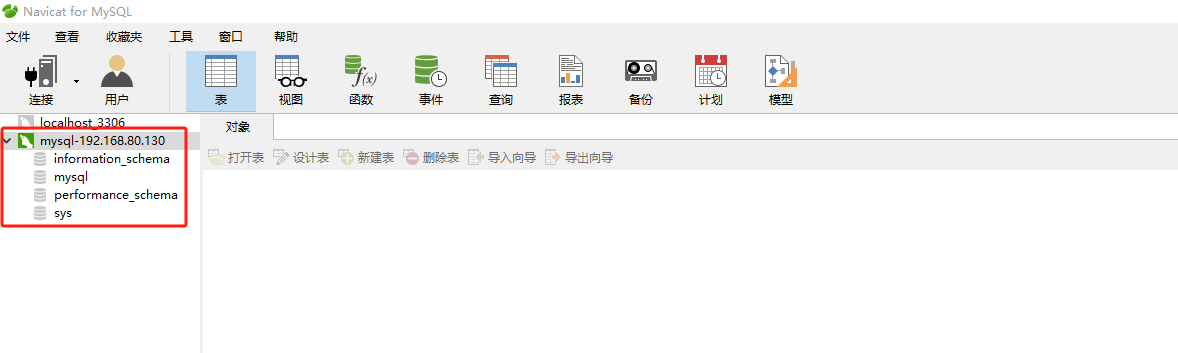 Navicat for MySQL
文件 查看 收藏夹 工具 窗口 帮助
连接 用户 表 视图 函数 事件 查询 报表 备份 计划 模型
f(x)
localhost_3306
对象
mysql-192.168.80.130
打开表 设计表 新建表 删除表 导入向导 导出向导
information_schema
mysql
performance_schema
sys